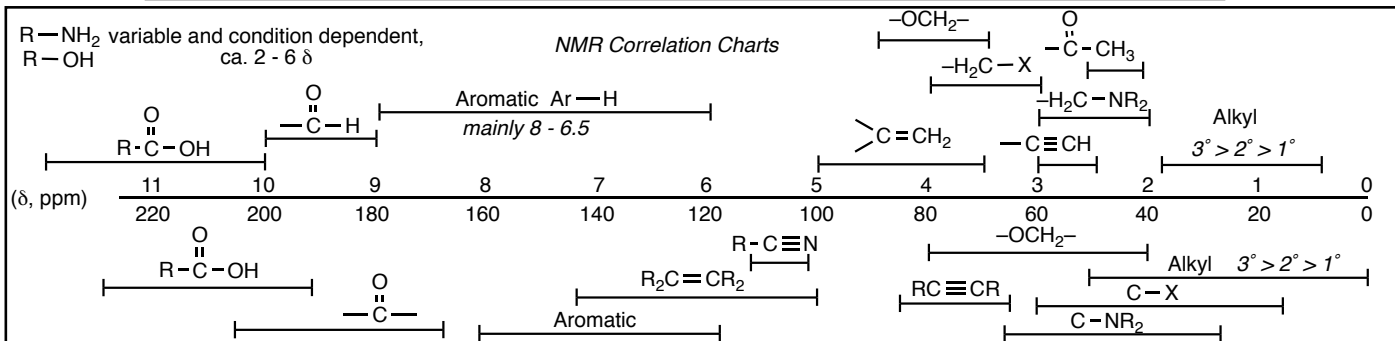 R–NH₂ variable and condition dependent,
R–OH ca. 2 - 6 δ
NMR Correlation Charts
–OCH₂–
O
–C–CH₃
–H₂C–X
Aromatic Ar–H
mainly 8 - 6.5
O
–C–H
–H₂C–NR₂
O
R–C–OH
C=CH₂
–C≡CH
Alkyl
3° > 2° > 1°
11 10 9 8 7 6 5 4 3 2 1 0
(δ, ppm)
220 200 180 160 140 120 100 80 60 40 20 0
O
R–C–OH
R–C≡N
–OCH₂–
R₂C=CR₂
Alkyl 3° > 2° > 1°
O
–C–
RC≡CR
C–X
Aromatic
C–NR₂